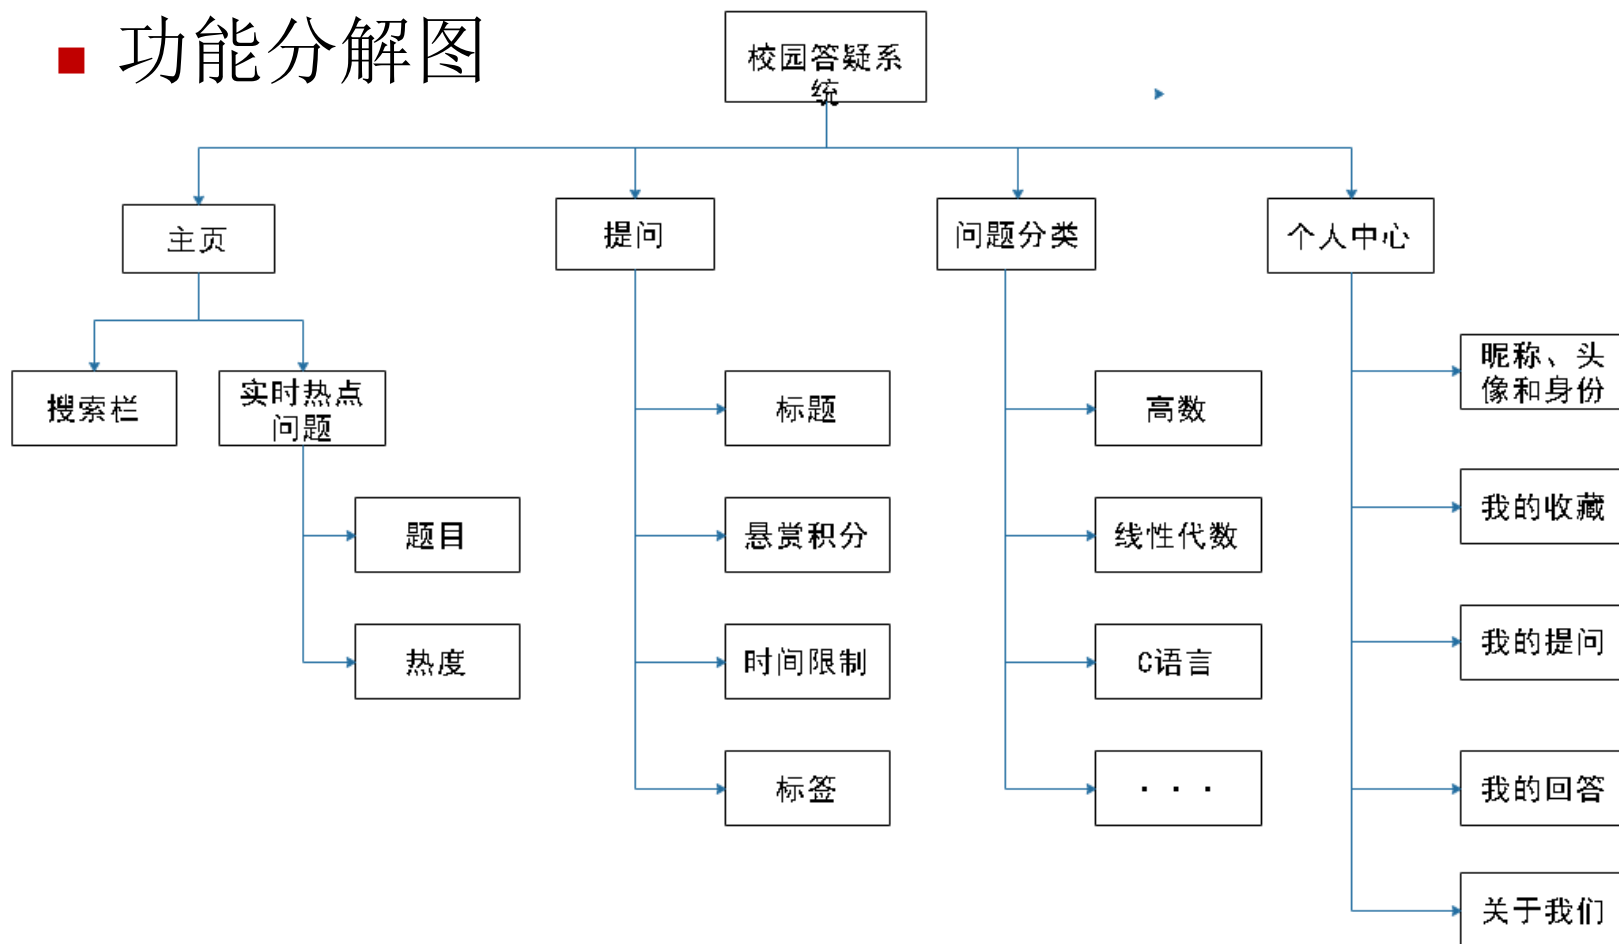 功能分解图
校园答疑系
统
主页
提问
问题分类
个人中心
搜索栏
实时热点
问题
题目
热度
标题
悬赏积分
时间限制
标签
高数
线性代数
C语言
···
昵称、头
像和身份
我的收藏
我的提问
我的回答
关于我们